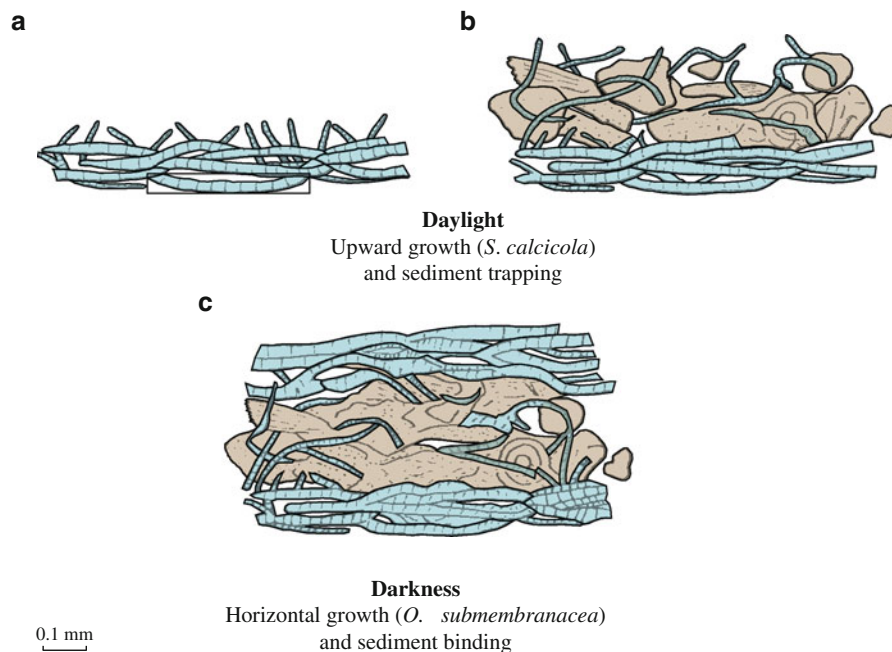 a
b
Daylight
Upward growth (S. calcicola)
and sediment trapping
c
Darkness
Horizontal growth (O. submembranacea)
and sediment binding
0.1 mm